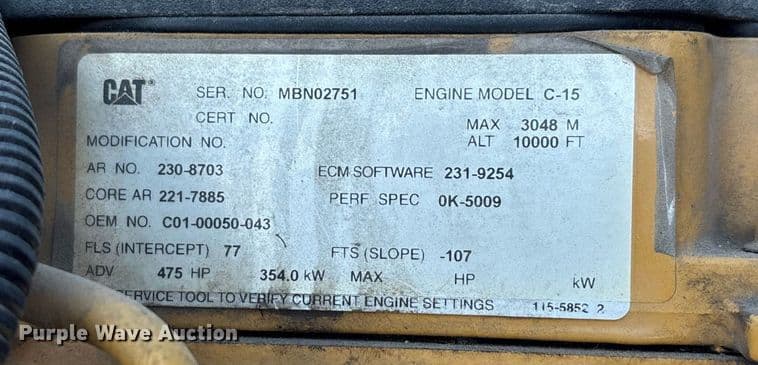 CAT® SER. NO. MBN02751 ENGINE MODEL C-15
CERT NO. MAX 3048 M
MODIFICATION NO. ALT 10000 FT
AR NO. 230-8703 ECM SOFTWARE 231-9254
CORE AR 221-7885 PERF SPEC 0K-5009
OEM NO. C01-00050-043
FLS (INTERCEPT) 77 FTS (SLOPE) -107
ADV 475 HP 354.0 kW MAX HP kW
SERVICE TOOL TO VERIFY CURRENT ENGINE SETTINGS 115-5852 2
Purple Wave Auction